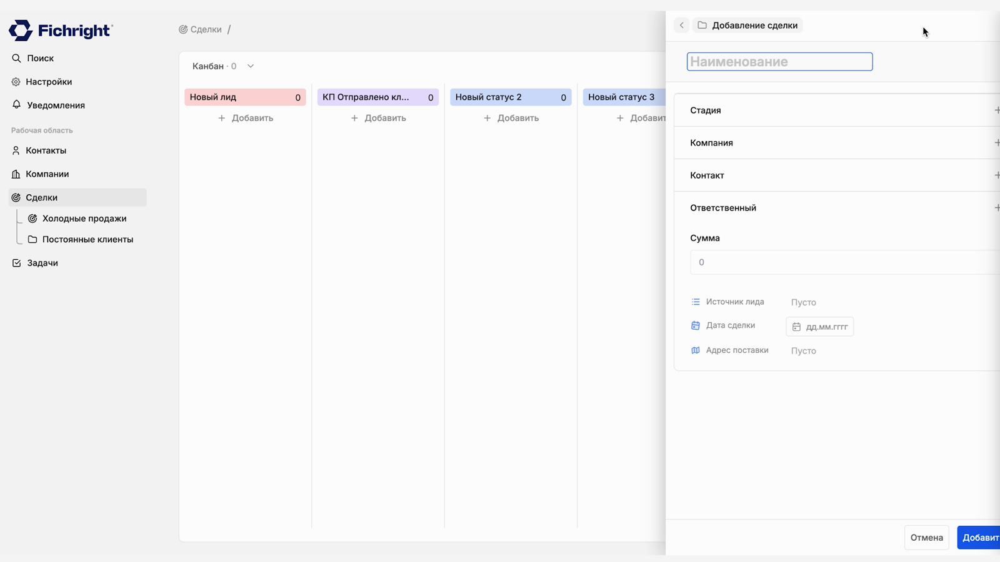 Fichright
Поиск
Настройки
Уведомления
Рабочая область
Контакты
Компании
Сделки
Холодные продажи
Постоянные клиенты
Задачи
Сделки /
Канбан · 0
Новый лид 0
КП Отправлено кл... 0
Новый статус 2 0
Новый статус 3
+ Добавить
+ Добавить
+ Добавить
+ Добавит
Добавление сделки
Наименование
Стадия
Компания
Контакт
Ответственный
Сумма
0
Источник лида Пусто
Дата сделки дд.мм.гггг
Адрес поставки Пусто
Отмена
Добавит